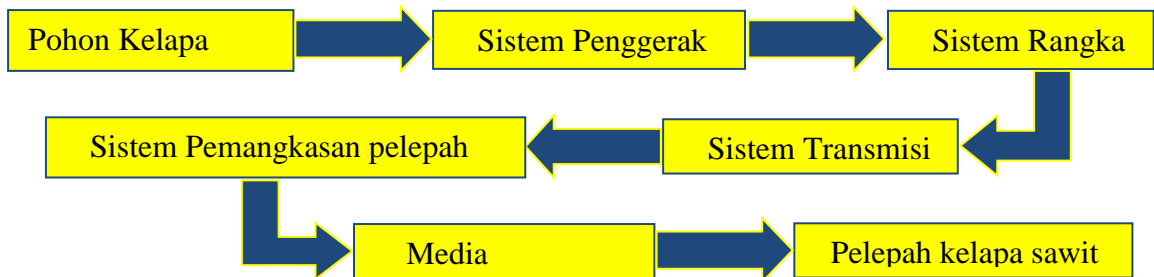 Pohon Kelapa
Sistem Penggerak
Sistem Rangka
Sistem Transmisi
Sistem Pemangkasan pelepah
Media
Pelepah kelapa sawit